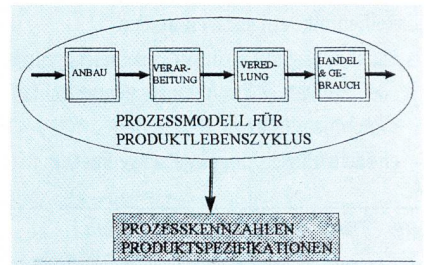 ANBAU
VERAR-
BEITUNG
VERED-
LUNG
HANDEL
& GE-
BRAUCH
PROZESSMODELL FÜR
PRODUKTLEBENSZYKLUS
PROZESSKENNZAHLEN
PRODUKTSPEZIFIKATIONEN